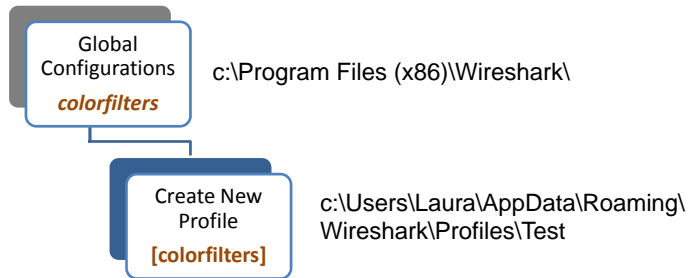 Global
Configurations
colorfilters
c:\Program Files (x86)\Wireshark\
Create New
Profile
[colorfilters]
c:\Users\Laura\AppData\Roaming\
Wireshark\Profiles\Test